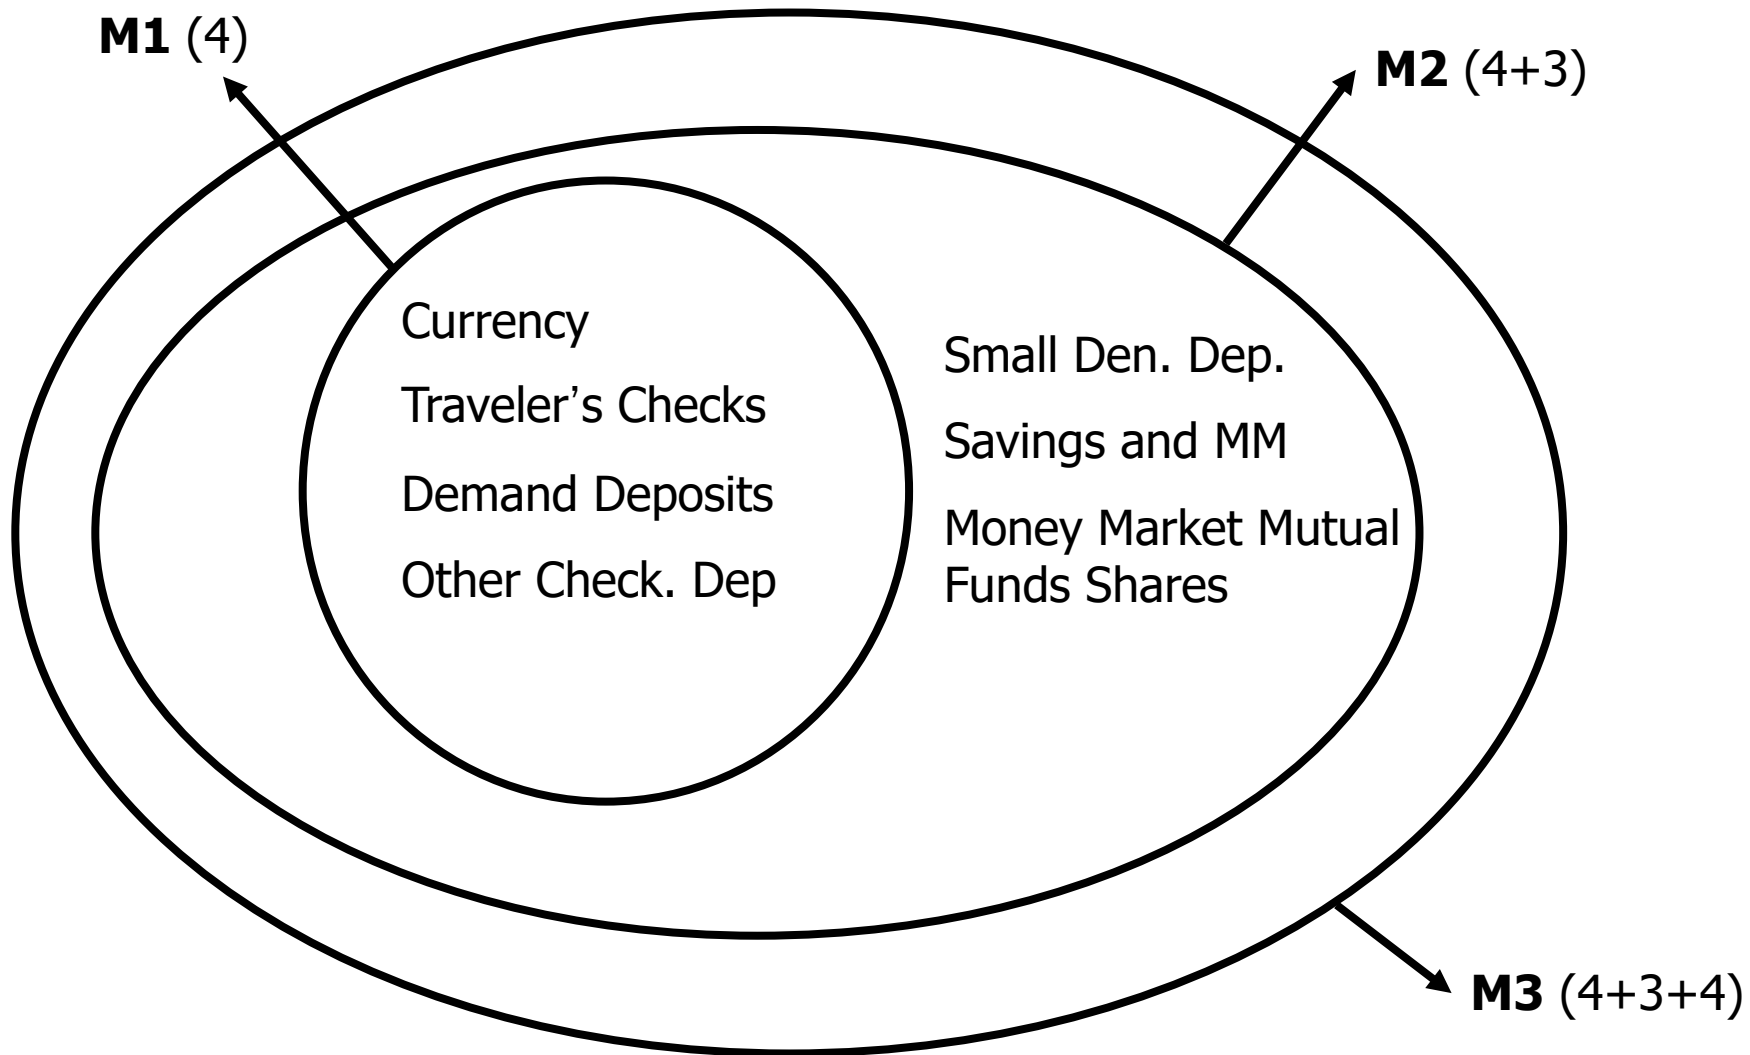 M1 (4)
M2 (4+3)
Currency
Traveler’s Checks
Demand Deposits
Other Check. Dep
Small Den. Dep.
Savings and MM
Money Market Mutual
Funds Shares
M3 (4+3+4)